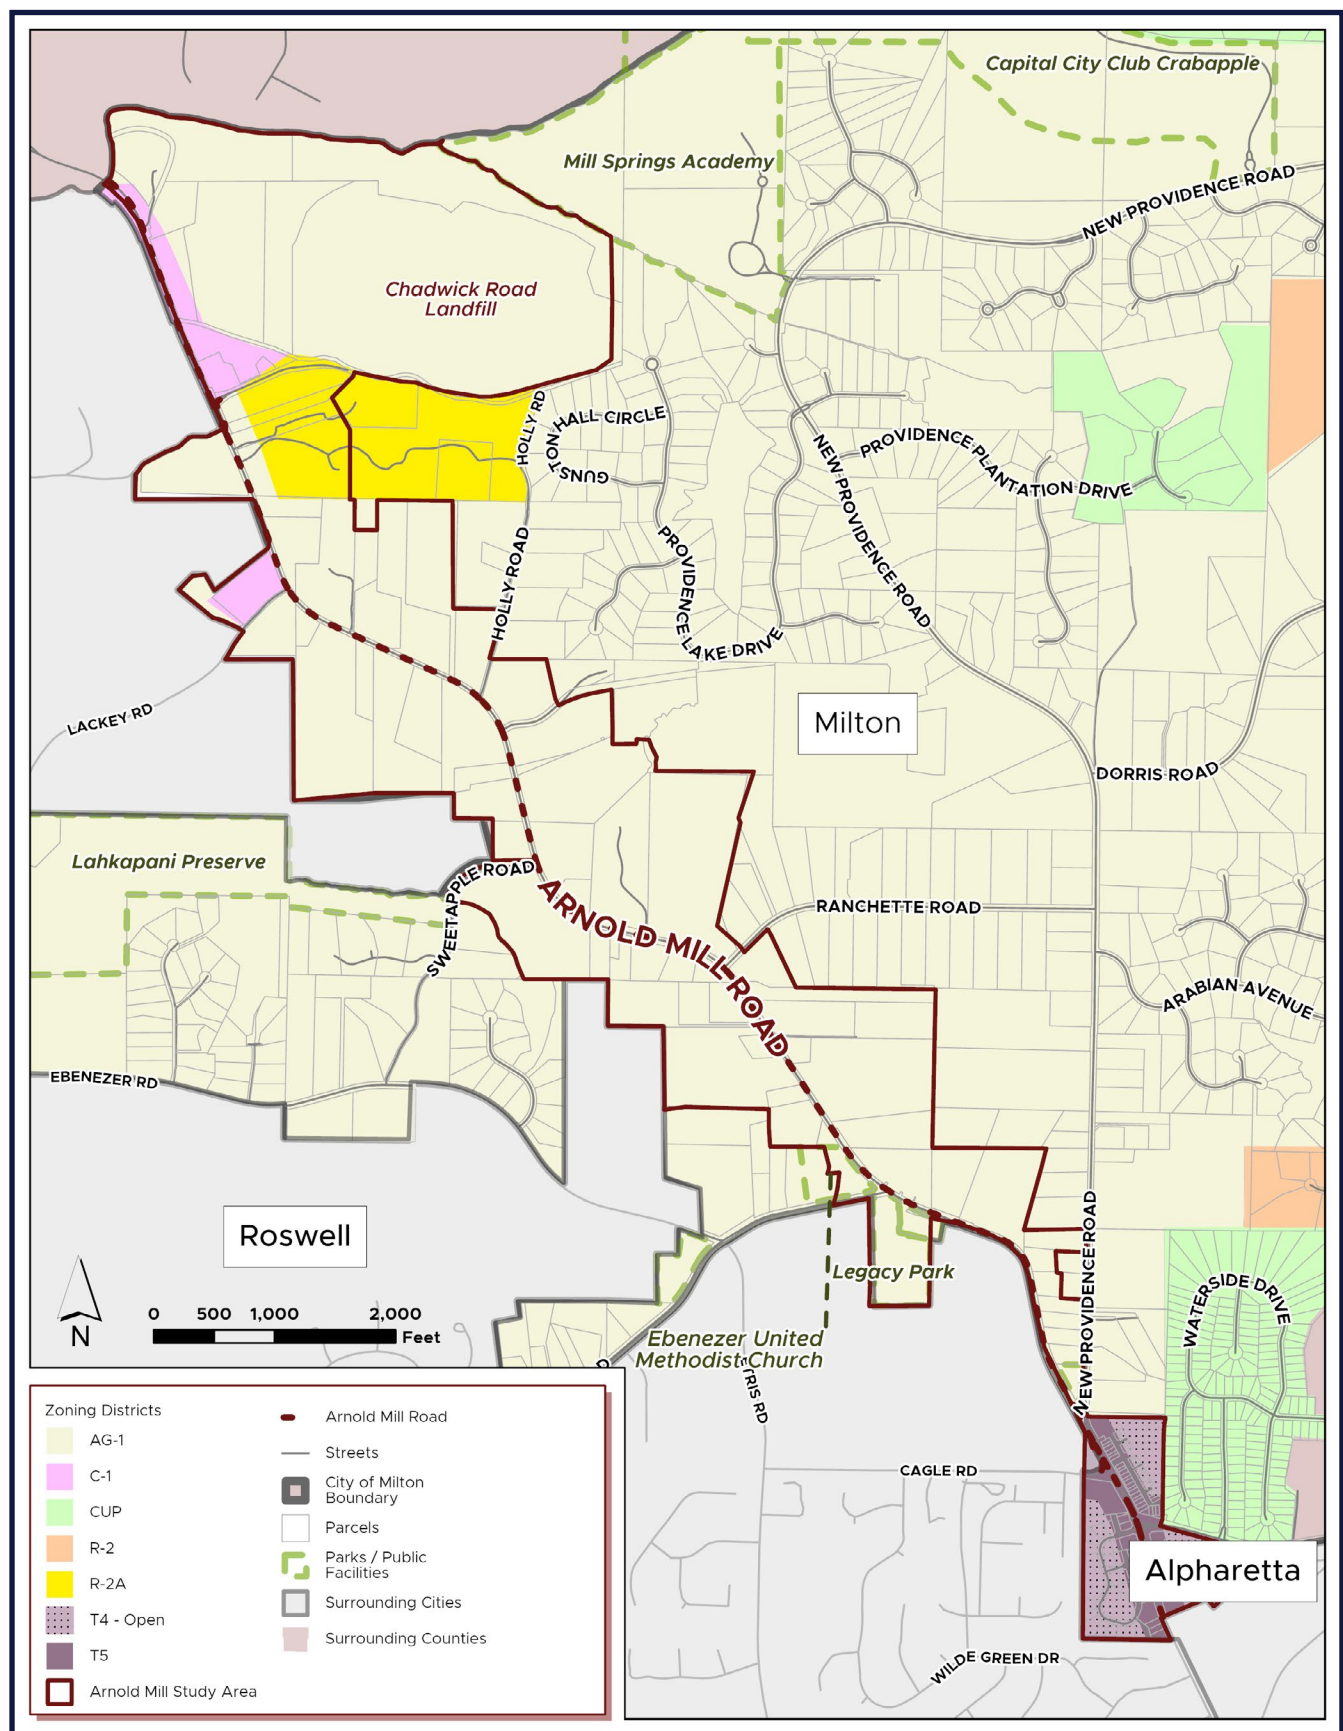 Capital City Club Crabapple
Mill Springs Academy
NEW PROVIDENCE ROAD
Chadwick Road
Landfill
HOLLY RD
GUNSTON HALL CIRCLE
PROVIDENCE PLANTATION DRIVE
NEW PROVIDENCE ROAD
HOLLY ROAD
PROVIDENCE LAKE DRIVE
LACKEY RD
Milton
DORRIS ROAD
Lahkapani Preserve
SWEETAPPLE ROAD
ARNOLD MILL ROAD
RANCHETTE ROAD
ARABIAN AVENUE
EBENEZER RD
Roswell
NEW PROVIDENCE ROAD
Legacy Park
WATERSIDE DRIVE
N
0 500 1,000 2,000
Feet
Ebenezer United
Methodist Church
CAGLE RD
Alpharetta
WILDE GREEN DR
Zoning Districts
AG-1
C-1
CUP
R-2
R-2A
T4 - Open
T5
Arnold Mill Study Area
Arnold Mill Road
Streets
City of Milton
Boundary
Parcels
Parks / Public
Facilities
Surrounding Cities
Surrounding Counties